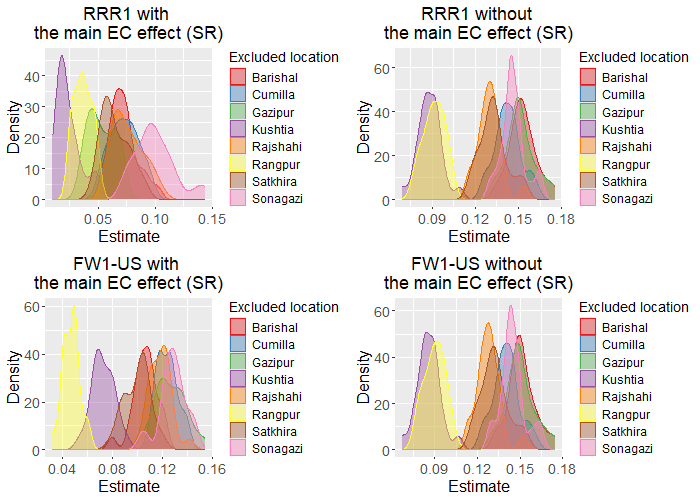 RRR1 with
the main EC effect (SR)
Density
40
30
20
10
0
0.05
0.10
0.15
Estimate
Excluded location
Barishal
Cumilla
Gazipur
Kushtia
Rajshahi
Rangpur
Satkhira
Sonagazi
RRR1 without
the main EC effect (SR)
Density
60
40
20
0
0.09
0.12
0.15
0.18
Estimate
Excluded location
Barishal
Cumilla
Gazipur
Kushtia
Rajshahi
Rangpur
Satkhira
Sonagazi
FW1-US with
the main EC effect (SR)
Density
60
40
20
0
0.04
0.08
0.12
0.16
Estimate
Excluded location
Barishal
Cumilla
Gazipur
Kushtia
Rajshahi
Rangpur
Satkhira
Sonagazi
FW1-US without
the main EC effect (SR)
Density
60
40
20
0
0.09
0.12
0.15
0.18
Estimate
Excluded location
Barishal
Cumilla
Gazipur
Kushtia
Rajshahi
Rangpur
Satkhira
Sonagazi